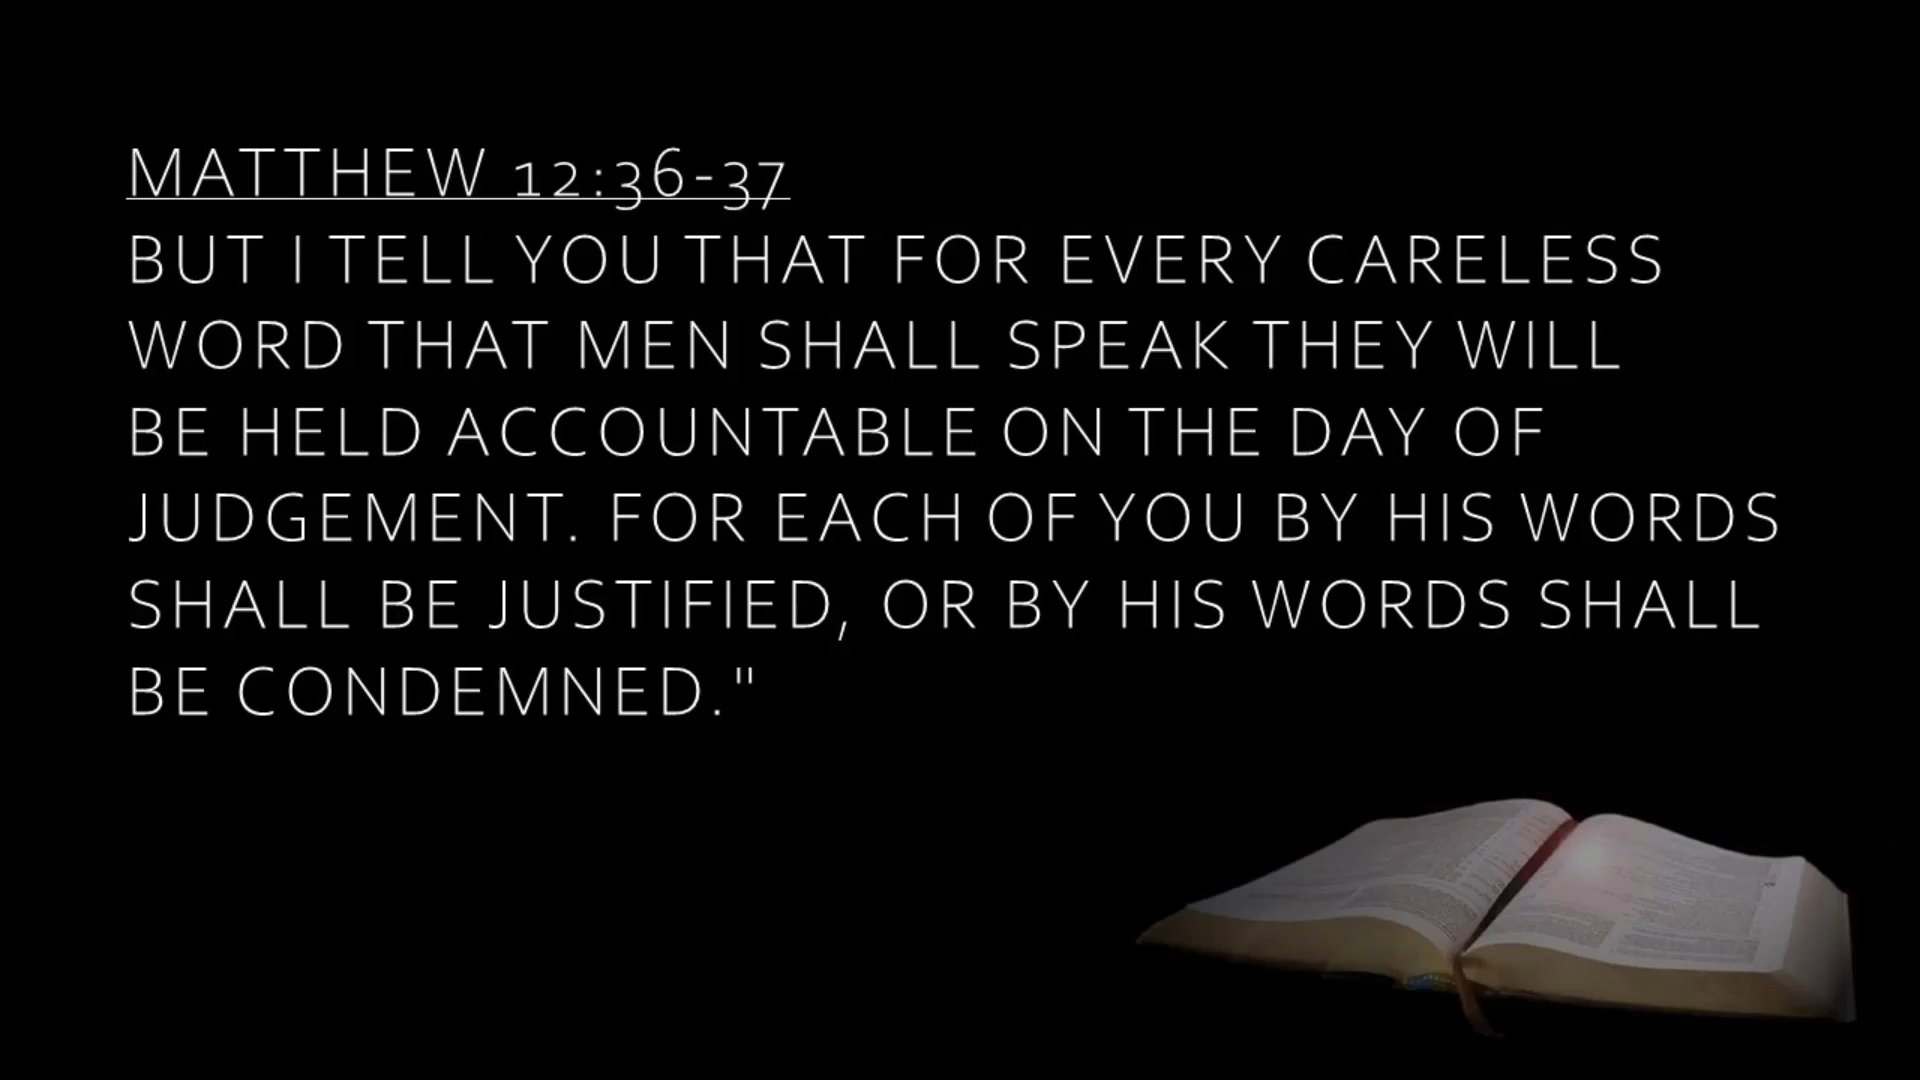 MATTHEW 12:36-37
BUT I TELL YOU THAT FOR EVERY CARELESS
WORD THAT MEN SHALL SPEAK THEY WILL
BE HELD ACCOUNTABLE ON THE DAY OF
JUDGEMENT. FOR EACH OF YOU BY HIS WORDS
SHALL BE JUSTIFIED, OR BY HIS WORDS SHALL
BE CONDEMNED."